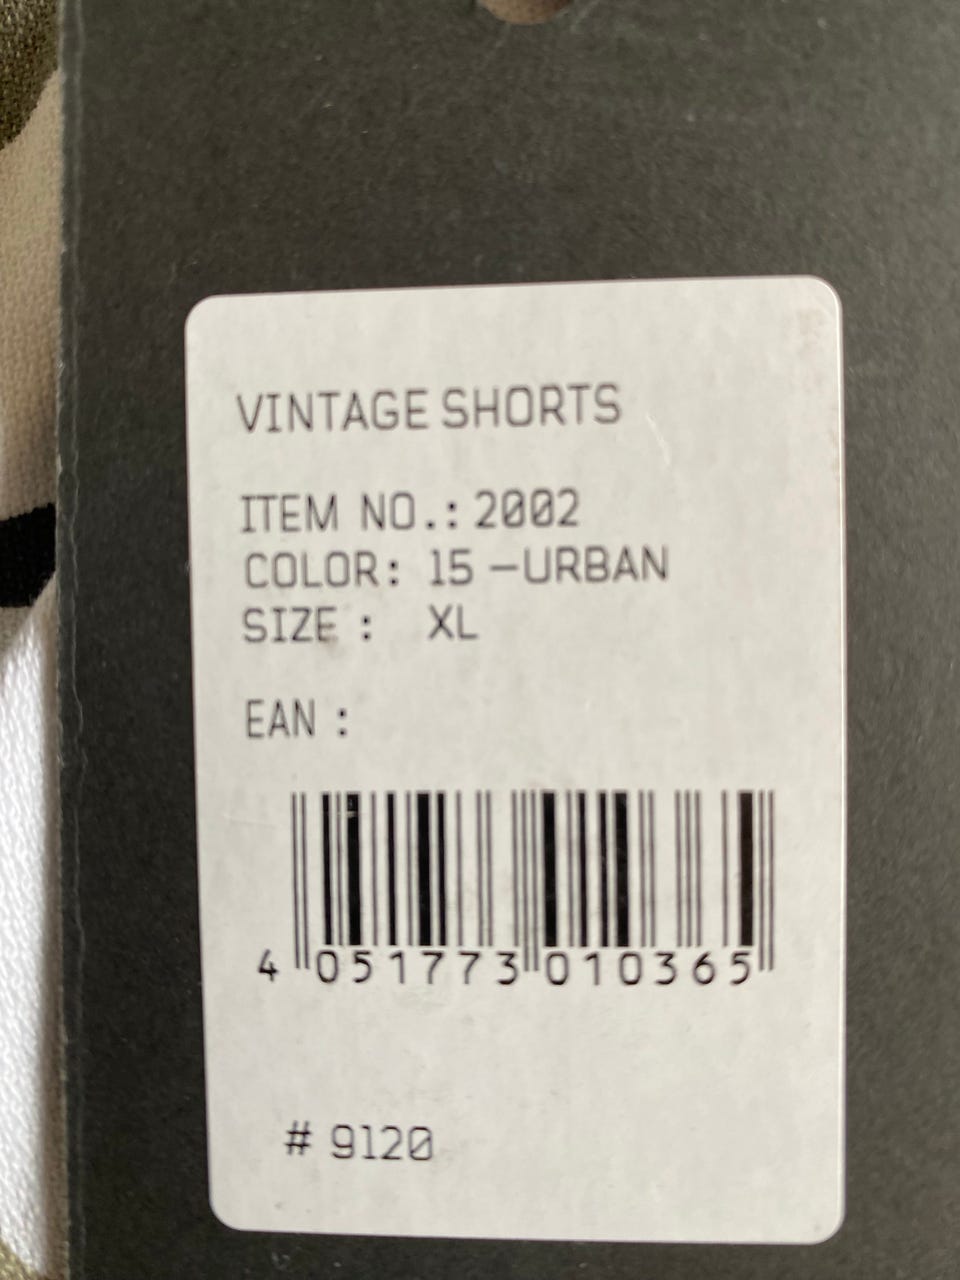 VINTAGE SHORTS
ITEM NO.: 2002
COLOR: 15 –URBAN
SIZE : XL
EAN :
4 051773 010365
# 9120